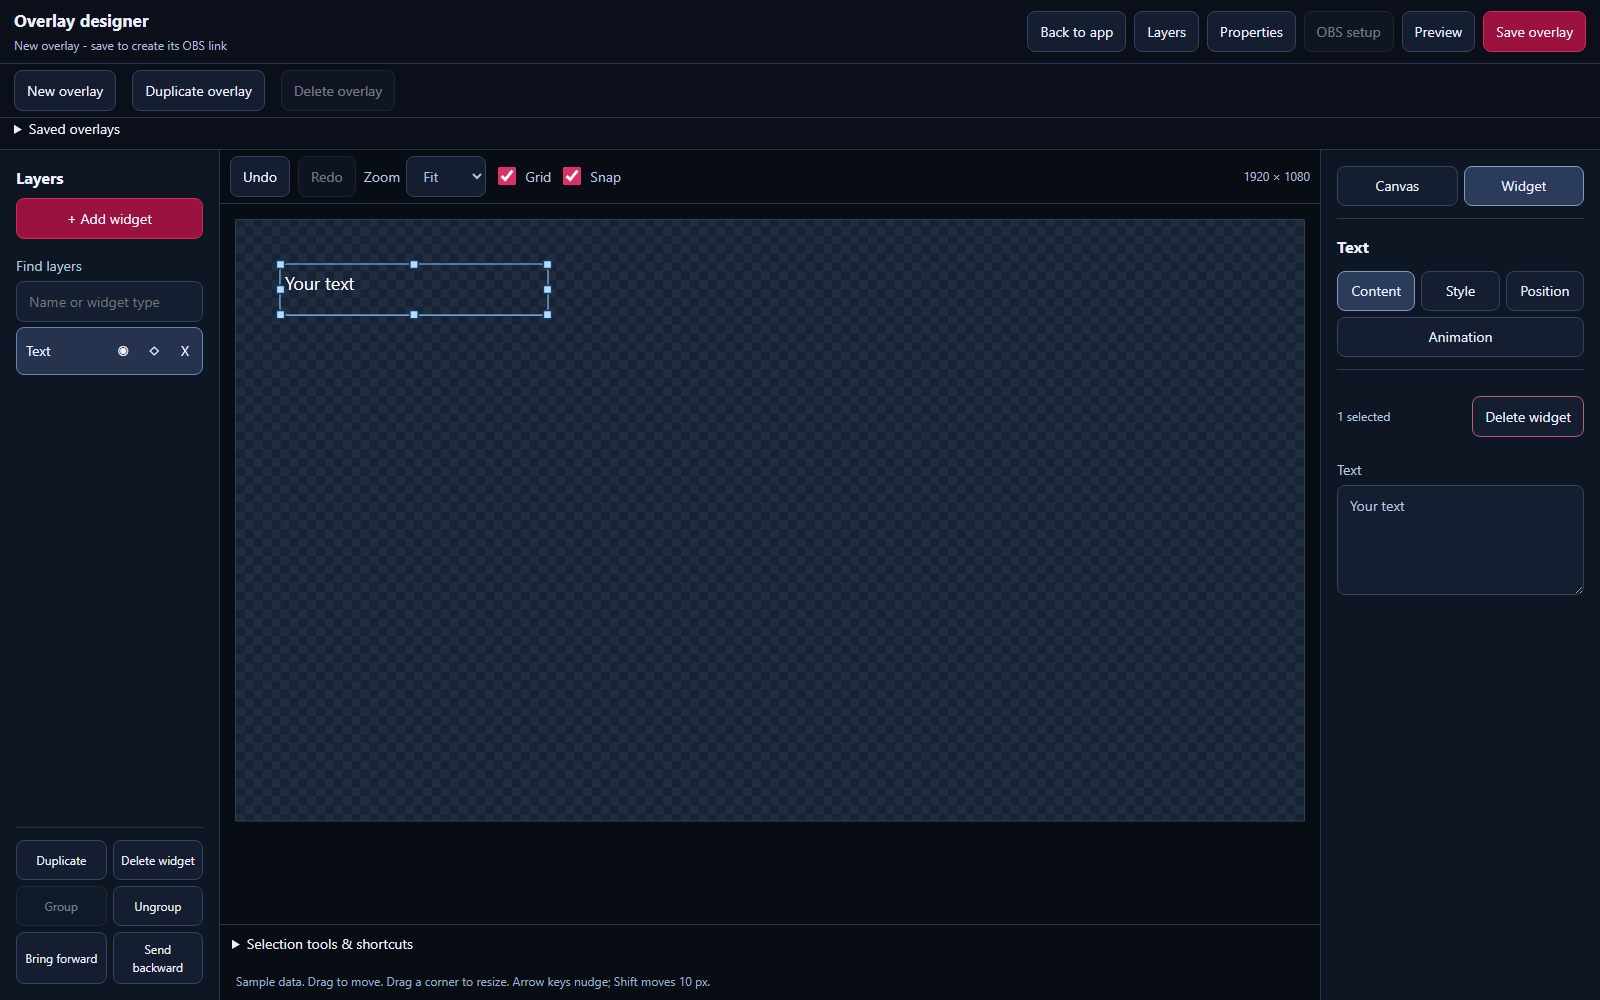 Overlay designer
New overlay - save to create its OBS link
Back to app
Layers
Properties
OBS setup
Preview
Save overlay
New overlay
Duplicate overlay
Delete overlay
Saved overlays
Layers
+ Add widget
Find layers
Name or widget type
Text
X
Duplicate
Delete widget
Group
Ungroup
Bring forward
Send
backward
Undo
Redo
Zoom
Fit
Grid
Snap
1920 × 1080
Your text
Selection tools & shortcuts
Sample data. Drag to move. Drag a corner to resize. Arrow keys nudge; Shift moves 10 px.
Canvas
Widget
Text
Content
Style
Position
Animation
1 selected
Delete widget
Text
Your text